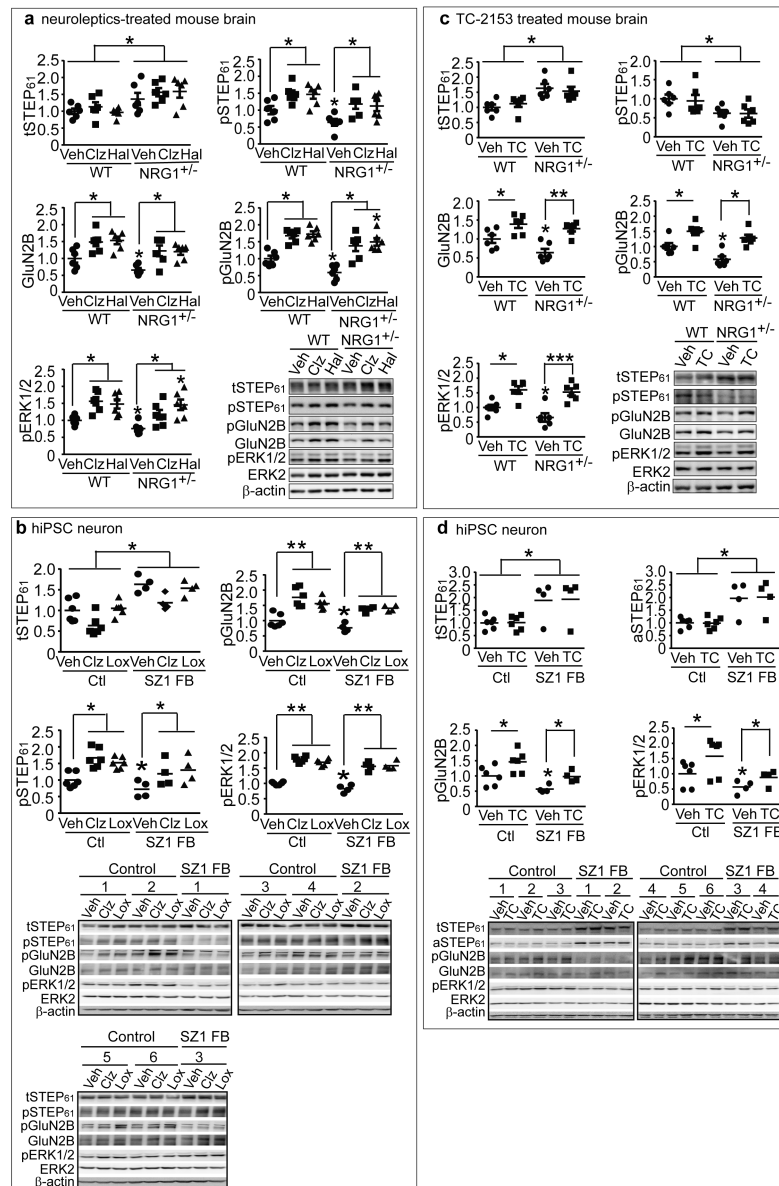 a neuroleptics-treated mouse brain
tSTEP61
2.5
2.0
1.5
1.0
0.5
0
*
Veh Clz Hal Veh Clz Hal
WT NRG1+/-
pSTEP61
2.5
2.0
1.5
1.0
0.5
0
* * *
Veh Clz Hal Veh Clz Hal
WT NRG1+/-
GluN2B
2.5
2.0
1.5
1.0
0.5
0
* * *
Veh Clz Hal Veh Clz Hal
WT NRG1+/-
pGluN2B
2.5
2.0
1.5
1.0
0.5
0
* * * *
Veh Clz Hal Veh Clz Hal
WT NRG1+/-
pERK1/2
2.5
2.0
1.5
1.0
0.5
0
* * * *
Veh Clz Hal Veh Clz Hal
WT NRG1+/-
WT NRG1+/-
Veh Clz Hal Veh Clz Hal
tSTEP61
pSTEP61
pGluN2B
GluN2B
pERK1/2
ERK2
β-actin
c TC-2153 treated mouse brain
tSTEP61
2.5
2.0
1.5
1.0
0.5
0
*
Veh TC Veh TC
WT NRG1+/-
pSTEP61
2.5
2.0
1.5
1.0
0.5
0
*
Veh TC Veh TC
WT NRG1+/-
GluN2B
2.0
1.5
1.0
0.5
0
* * **
Veh TC Veh TC
WT NRG1+/-
pGluN2B
2.5
2.0
1.5
1.0
0.5
0
* * *
Veh TC Veh TC
WT NRG1+/-
pERK1/2
2.5
2.0
1.5
1.0
0.5
0
* * ***
Veh TC Veh TC
WT NRG1+/-
WT NRG1+/-
Veh TC Veh TC
tSTEP61
pSTEP61
pGluN2B
GluN2B
pERK1/2
ERK2
β-actin
b hiPSC neuron
tSTEP61
2.0
1.5
1.0
0.5
0
*
Veh Clz Lox Veh Clz Lox
Ctl SZ1 FB
pGluN2B
2.5
2.0
1.5
1.0
0.5
0
** * **
Veh Clz Lox Veh Clz Lox
Ctl SZ1 FB
pSTEP61
2.5
2.0
1.5
1.0
0.5
0
* * *
Veh Clz Lox Veh Clz Lox
Ctl SZ1 FB
pERK1/2
2.5
2.0
1.5
1.0
0.5
0
** * **
Veh Clz Lox Veh Clz Lox
Ctl SZ1 FB
Control SZ1 FB
1 2 1
Veh Clz Lox Veh Clz Lox Veh Clz Lox
Control SZ1 FB
3 4 2
Veh Clz Lox Veh Clz Lox Veh Clz Lox
tSTEP61
pSTEP61
pGluN2B
GluN2B
pERK1/2
ERK2
β-actin
Control SZ1 FB
5 6 3
Veh Clz Lox Veh Clz Lox Veh Clz Lox
tSTEP61
pSTEP61
pGluN2B
GluN2B
pERK1/2
ERK2
β-actin
d hiPSC neuron
tSTEP61
3.0
2.5
2.0
1.5
1.0
0.5
0
*
Veh TC Veh TC
Ctl SZ1 FB
aSTEP61
3.0
2.5
2.0
1.5
1.0
0.5
0
*
Veh TC Veh TC
Ctl SZ1 FB
pGluN2B
2.5
2.0
1.5
1.0
0.5
0
* * *
Veh TC Veh TC
Ctl SZ1 FB
pERK1/2
2.5
2.0
1.5
1.0
0.5
0
* * *
Veh TC Veh TC
Ctl SZ1 FB
Control SZ1 FB
1 2 3 1 2
Veh TC Veh TC Veh TC Veh TC Veh TC
Control SZ1 FB
4 5 6 3 4
Veh TC Veh TC Veh TC Veh TC Veh TC
tSTEP61
aSTEP61
pGluN2B
GluN2B
pERK1/2
ERK2
β-actin